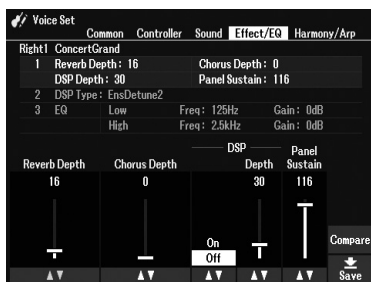 Voice Set
Common Controller Sound Effect/EQ Harmony/Arp
Right1 ConcertGrand
1 Reverb Depth: 16 Chorus Depth: 0
DSP Depth: 30 Panel Sustain: 116
2 DSP Type: EnsDetune2
3 EQ Low Freq: 125Hz Gain: 0dB
High Freq: 2.5kHz Gain: 0dB
DSP Panel
Reverb Depth Chorus Depth Depth Sustain
16 0 30 116
On
Off
Compare
Save